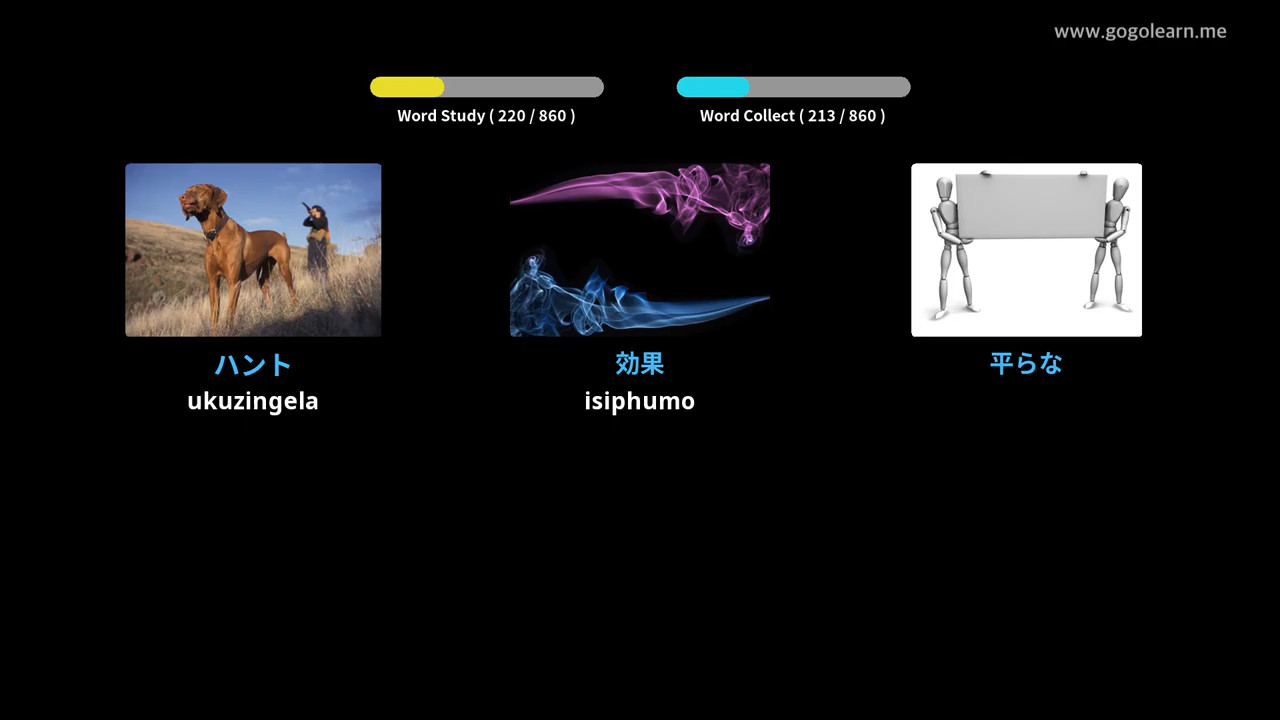 www.gogolearn.me
Word Study ( 220 / 860 )
Word Collect ( 213 / 860 )
ハント
ukuzingela
効果
isiphumo
平らな